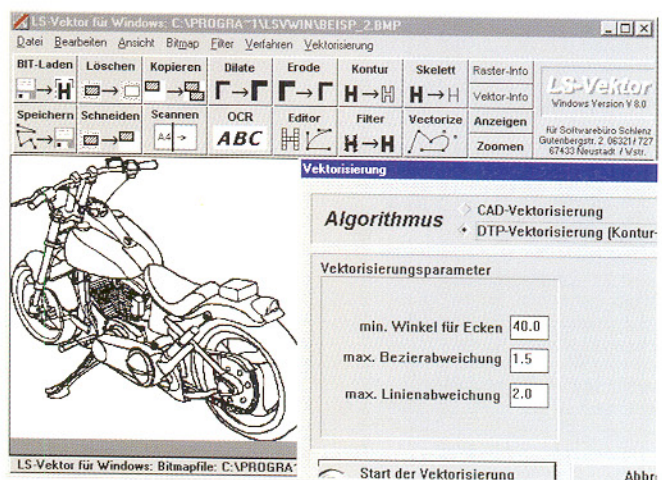 LS-Vektor für Windows: C:\PROGRA~1\LSVWIN\BEISP_2.BMP
Datei Bearbeiten Ansicht Bitmap Filter Verfahren Vektorisierung
BIT-Laden Löschen Kopieren Dilate Erode Kontur Skelett Raster-Info
H H H H H Vektor-Info
LS-Vektor
Windows Version V 8.0
Speichern Schneiden Scannen OCR Editor Filter Vectorize Anzeigen
A4 -> ABC H H H Zoomen
für Softwarebüro Schlenz
Gutenbergstr. 2 06321 / 727
67433 Neustadt / Wstr.
Vektorisierung
Algorithmus
CAD-Vektorisierung
DTP-Vektorisierung (Kontur-
Vektorisierungsparameter
min. Winkel für Ecken 40.0
max. Bezierabweichung 1.5
max. Linienabweichung 2.0
LS-Vektor für Windows: Bitmapfile: C:\PROGRA~
Start der Vektorisierung
Abbr